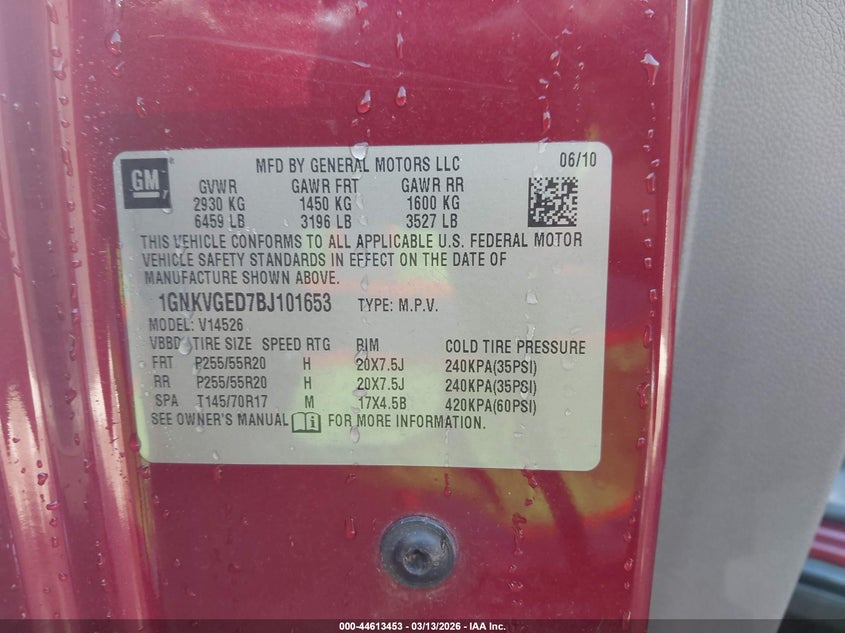 GM
MFD BY GENERAL MOTORS LLC 06/10
GVWR GAWR FRT GAWR RR
2930 KG 1450 KG 1600 KG
6459 LB 3196 LB 3527 LB
THIS VEHICLE CONFORMS TO ALL APPLICABLE U.S. FEDERAL MOTOR
VEHICLE SAFETY STANDARDS IN EFFECT ON THE DATE OF
MANUFACTURE SHOWN ABOVE.
1GNKVGED7BJ101653 TYPE: M.P.V.
MODEL: V14526
VBBD TIRE SIZE SPEED RTG RIM COLD TIRE PRESSURE
FRT P255/55R20 H 20X7.5J 240KPA(35PSI)
RR P255/55R20 H 20X7.5J 240KPA(35PSI)
SPA T145/70R17 M 17X4.5B 420KPA(60PSI)
SEE OWNER'S MANUAL FOR MORE INFORMATION.
000-44613453 - 03/13/2026 - IAA Inc.